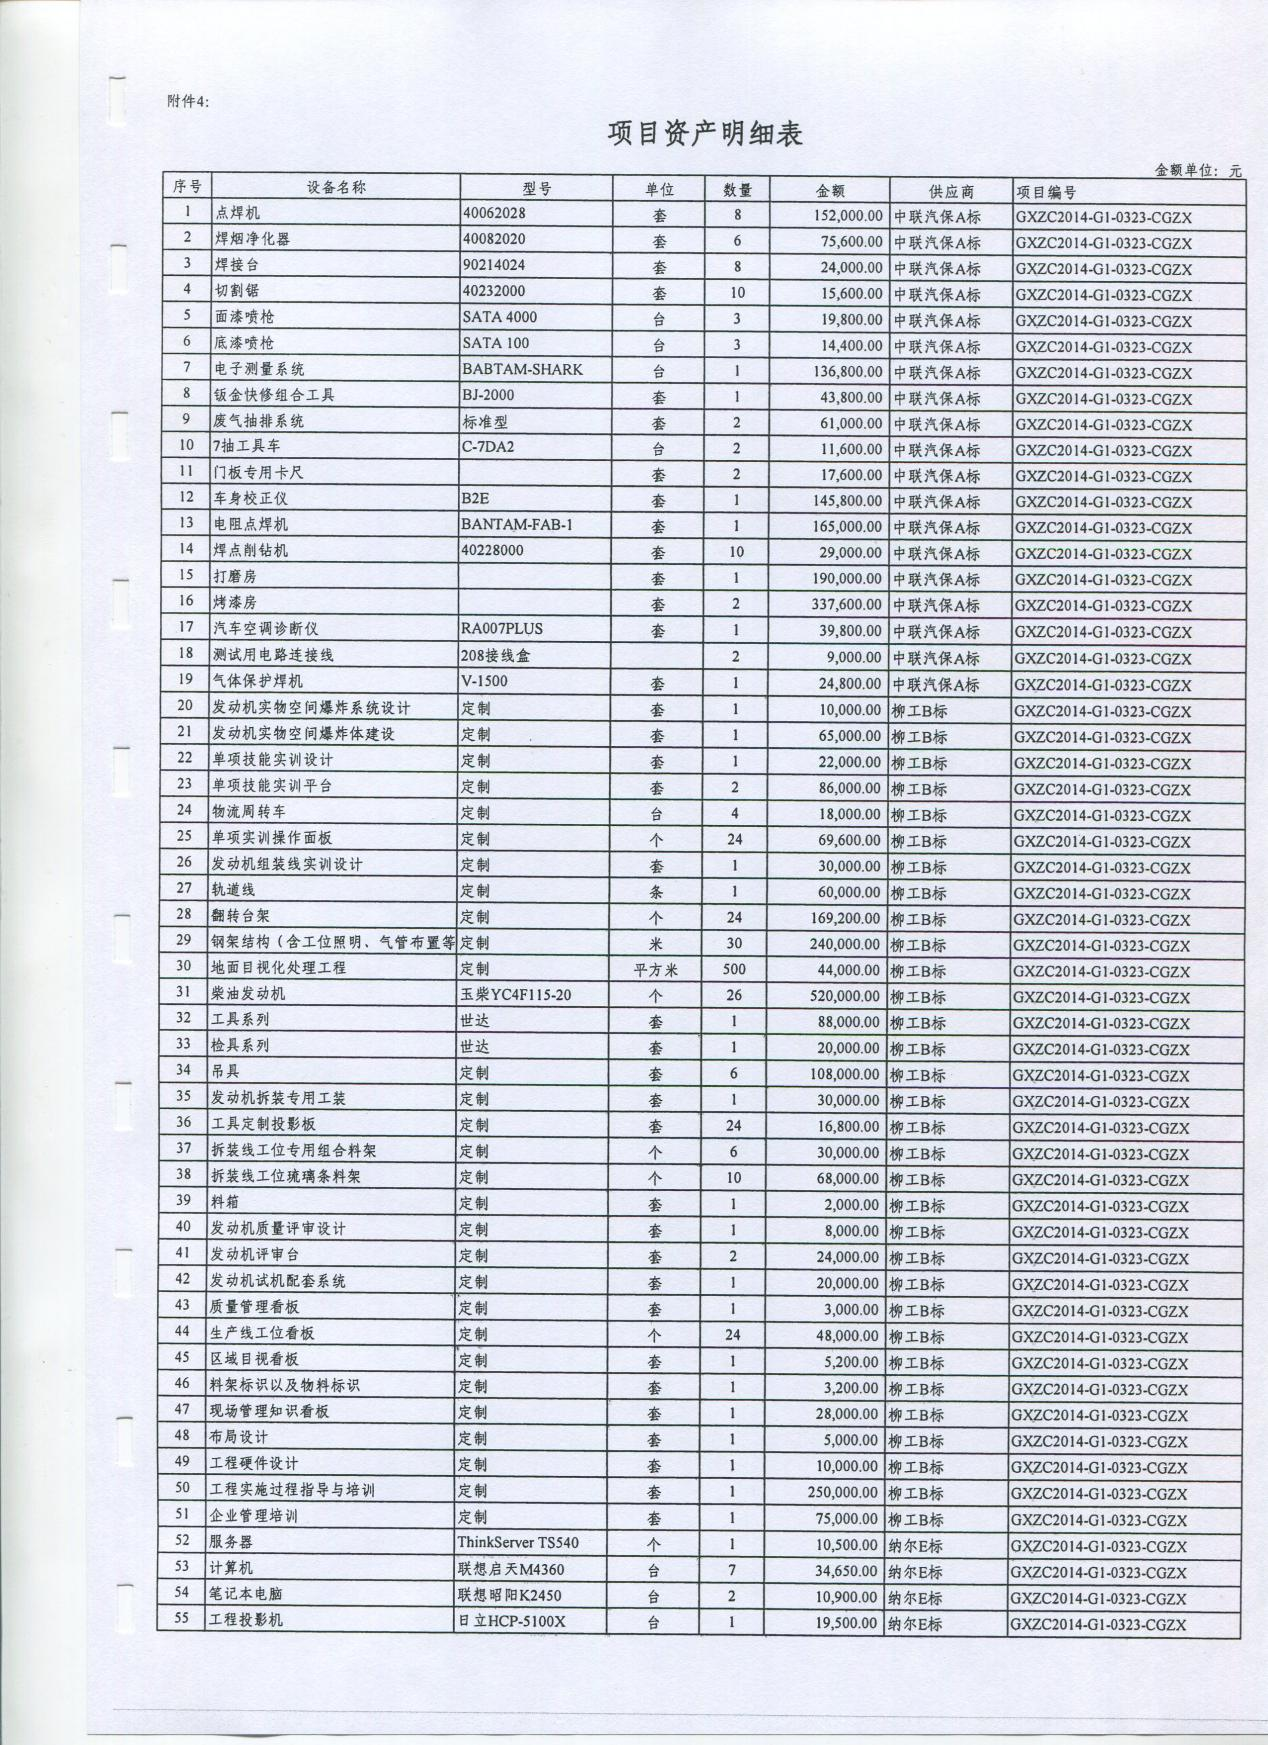 附件4:
项目资产明细表
金额单位：元
序号 设备名称 型号 单位 数量 金额 供应商 项目编号
1 点焊机 40062028 套 8 152,000.00 中联汽保A标 GXZC2014-G1-0323-CGZX
2 焊烟净化器 40082020 套 6 75,600.00 中联汽保A标 GXZC2014-G1-0323-CGZX
3 焊接台 90214024 套 8 24,000.00 中联汽保A标 GXZC2014-G1-0323-CGZX
4 切割锯 40232000 套 10 15,600.00 中联汽保A标 GXZC2014-G1-0323-CGZX
5 面漆喷枪 SATA 4000 台 3 19,800.00 中联汽保A标 GXZC2014-G1-0323-CGZX
6 底漆喷枪 SATA 100 台 3 14,400.00 中联汽保A标 GXZC2014-G1-0323-CGZX
7 电子测量系统 BABTAM-SHARK 台 1 136,800.00 中联汽保A标 GXZC2014-G1-0323-CGZX
8 钣金快修组合工具 BJ-2000 套 1 43,800.00 中联汽保A标 GXZC2014-G1-0323-CGZX
9 废气抽排系统 标准型 套 2 61,000.00 中联汽保A标 GXZC2014-G1-0323-CGZX
10 7抽工具车 C-7DA2 台 2 11,600.00 中联汽保A标 GXZC2014-G1-0323-CGZX
11 门板专用卡尺 套 2 17,600.00 中联汽保A标 GXZC2014-G1-0323-CGZX
12 车身校正仪 B2E 套 1 145,800.00 中联汽保A标 GXZC2014-G1-0323-CGZX
13 电阻点焊机 BANTAM-FAB-1 套 1 165,000.00 中联汽保A标 GXZC2014-G1-0323-CGZX
14 焊点削钻机 40228000 套 10 29,000.00 中联汽保A标 GXZC2014-G1-0323-CGZX
15 打磨房 套 1 190,000.00 中联汽保A标 GXZC2014-G1-0323-CGZX
16 烤漆房 套 2 337,600.00 中联汽保A标 GXZC2014-G1-0323-CGZX
17 汽车空调诊断仪 RA007PLUS 套 1 39,800.00 中联汽保A标 GXZC2014-G1-0323-CGZX
18 测试用电路连接线 208接线盒 2 9,000.00 中联汽保A标 GXZC2014-G1-0323-CGZX
19 气体保护焊机 V-1500 套 1 24,800.00 中联汽保A标 GXZC2014-G1-0323-CGZX
20 发动机实物空间爆炸系统设计 定制 套 1 10,000.00 柳工B标 GXZC2014-G1-0323-CGZX
21 发动机实物空间爆炸体建设 定制 套 1 65,000.00 柳工B标 GXZC2014-G1-0323-CGZX
22 单项技能实训设计 定制 套 1 22,000.00 柳工B标 GXZC2014-G1-0323-CGZX
23 单项技能实训平台 定制 套 2 86,000.00 柳工B标 GXZC2014-G1-0323-CGZX
24 物流周转车 定制 台 4 18,000.00 柳工B标 GXZC2014-G1-0323-CGZX
25 单项实训操作面板 定制 个 24 69,600.00 柳工B标 GXZC2014-G1-0323-CGZX
26 发动机组装线实训设计 定制 套 1 30,000.00 柳工B标 GXZC2014-G1-0323-CGZX
27 轨道线 定制 条 1 60,000.00 柳工B标 GXZC2014-G1-0323-CGZX
28 翻转台架 定制 个 24 169,200.00 柳工B标 GXZC2014-G1-0323-CGZX
29 钢架结构（含工位照明、气管布置等 定制 米 30 240,000.00 柳工B标 GXZC2014-G1-0323-CGZX
30 地面目视化处理工程 定制 平方米 500 44,000.00 柳工B标 GXZC2014-G1-0323-CGZX
31 柴油发动机 玉柴YC4F115-20 个 26 520,000.00 柳工B标 GXZC2014-G1-0323-CGZX
32 工具系列 世达 套 1 88,000.00 柳工B标 GXZC2014-G1-0323-CGZX
33 检具系列 世达 套 1 20,000.00 柳工B标 GXZC2014-G1-0323-CGZX
34 吊具 定制 套 6 108,000.00 柳工B标 GXZC2014-G1-0323-CGZX
35 发动机拆装专用工装 定制 套 1 30,000.00 柳工B标 GXZC2014-G1-0323-CGZX
36 工具定制投影板 定制 套 24 16,800.00 柳工B标 GXZC2014-G1-0323-CGZX
37 拆装线工位专用组合料架 定制 个 6 30,000.00 柳工B标 GXZC2014-G1-0323-CGZX
38 拆装线工位琉璃条料架 定制 个 10 68,000.00 柳工B标 GXZC2014-G1-0323-CGZX
39 料箱 定制 套 1 2,000.00 柳工B标 GXZC2014-G1-0323-CGZX
40 发动机质量评审设计 定制 套 1 8,000.00 柳工B标 GXZC2014-G1-0323-CGZX
41 发动机评审台 定制 套 2 24,000.00 柳工B标 GXZC2014-G1-0323-CGZX
42 发动机试机配套系统 定制 套 1 20,000.00 柳工B标 GXZC2014-G1-0323-CGZX
43 质量管理看板 定制 套 1 3,000.00 柳工B标 GXZC2014-G1-0323-CGZX
44 生产线工位看板 定制 个 24 48,000.00 柳工B标 GXZC2014-G1-0323-CGZX
45 区域目视看板 定制 套 1 5,200.00 柳工B标 GXZC2014-G1-0323-CGZX
46 料架标识以及物料标识 定制 套 1 3,200.00 柳工B标 GXZC2014-G1-0323-CGZX
47 现场管理知识看板 定制 套 1 28,000.00 柳工B标 GXZC2014-G1-0323-CGZX
48 布局设计 定制 套 1 5,000.00 柳工B标 GXZC2014-G1-0323-CGZX
49 工程硬件设计 定制 套 1 10,000.00 柳工B标 GXZC2014-G1-0323-CGZX
50 工程实施过程指导与培训 定制 套 1 250,000.00 柳工B标 GXZC2014-G1-0323-CGZX
51 企业管理培训 定制 套 1 75,000.00 柳工B标 GXZC2014-G1-0323-CGZX
52 服务器 ThinkServer TS540 个 1 10,500.00 纳尔E标 GXZC2014-G1-0323-CGZX
53 计算机 联想启天M4360 台 7 34,650.00 纳尔E标 GXZC2014-G1-0323-CGZX
54 笔记本电脑 联想昭阳K2450 台 2 10,900.00 纳尔E标 GXZC2014-G1-0323-CGZX
55 工程投影机 日立HCP-5100X 台 1 19,500.00 纳尔E标 GXZC2014-G1-0323-CGZX